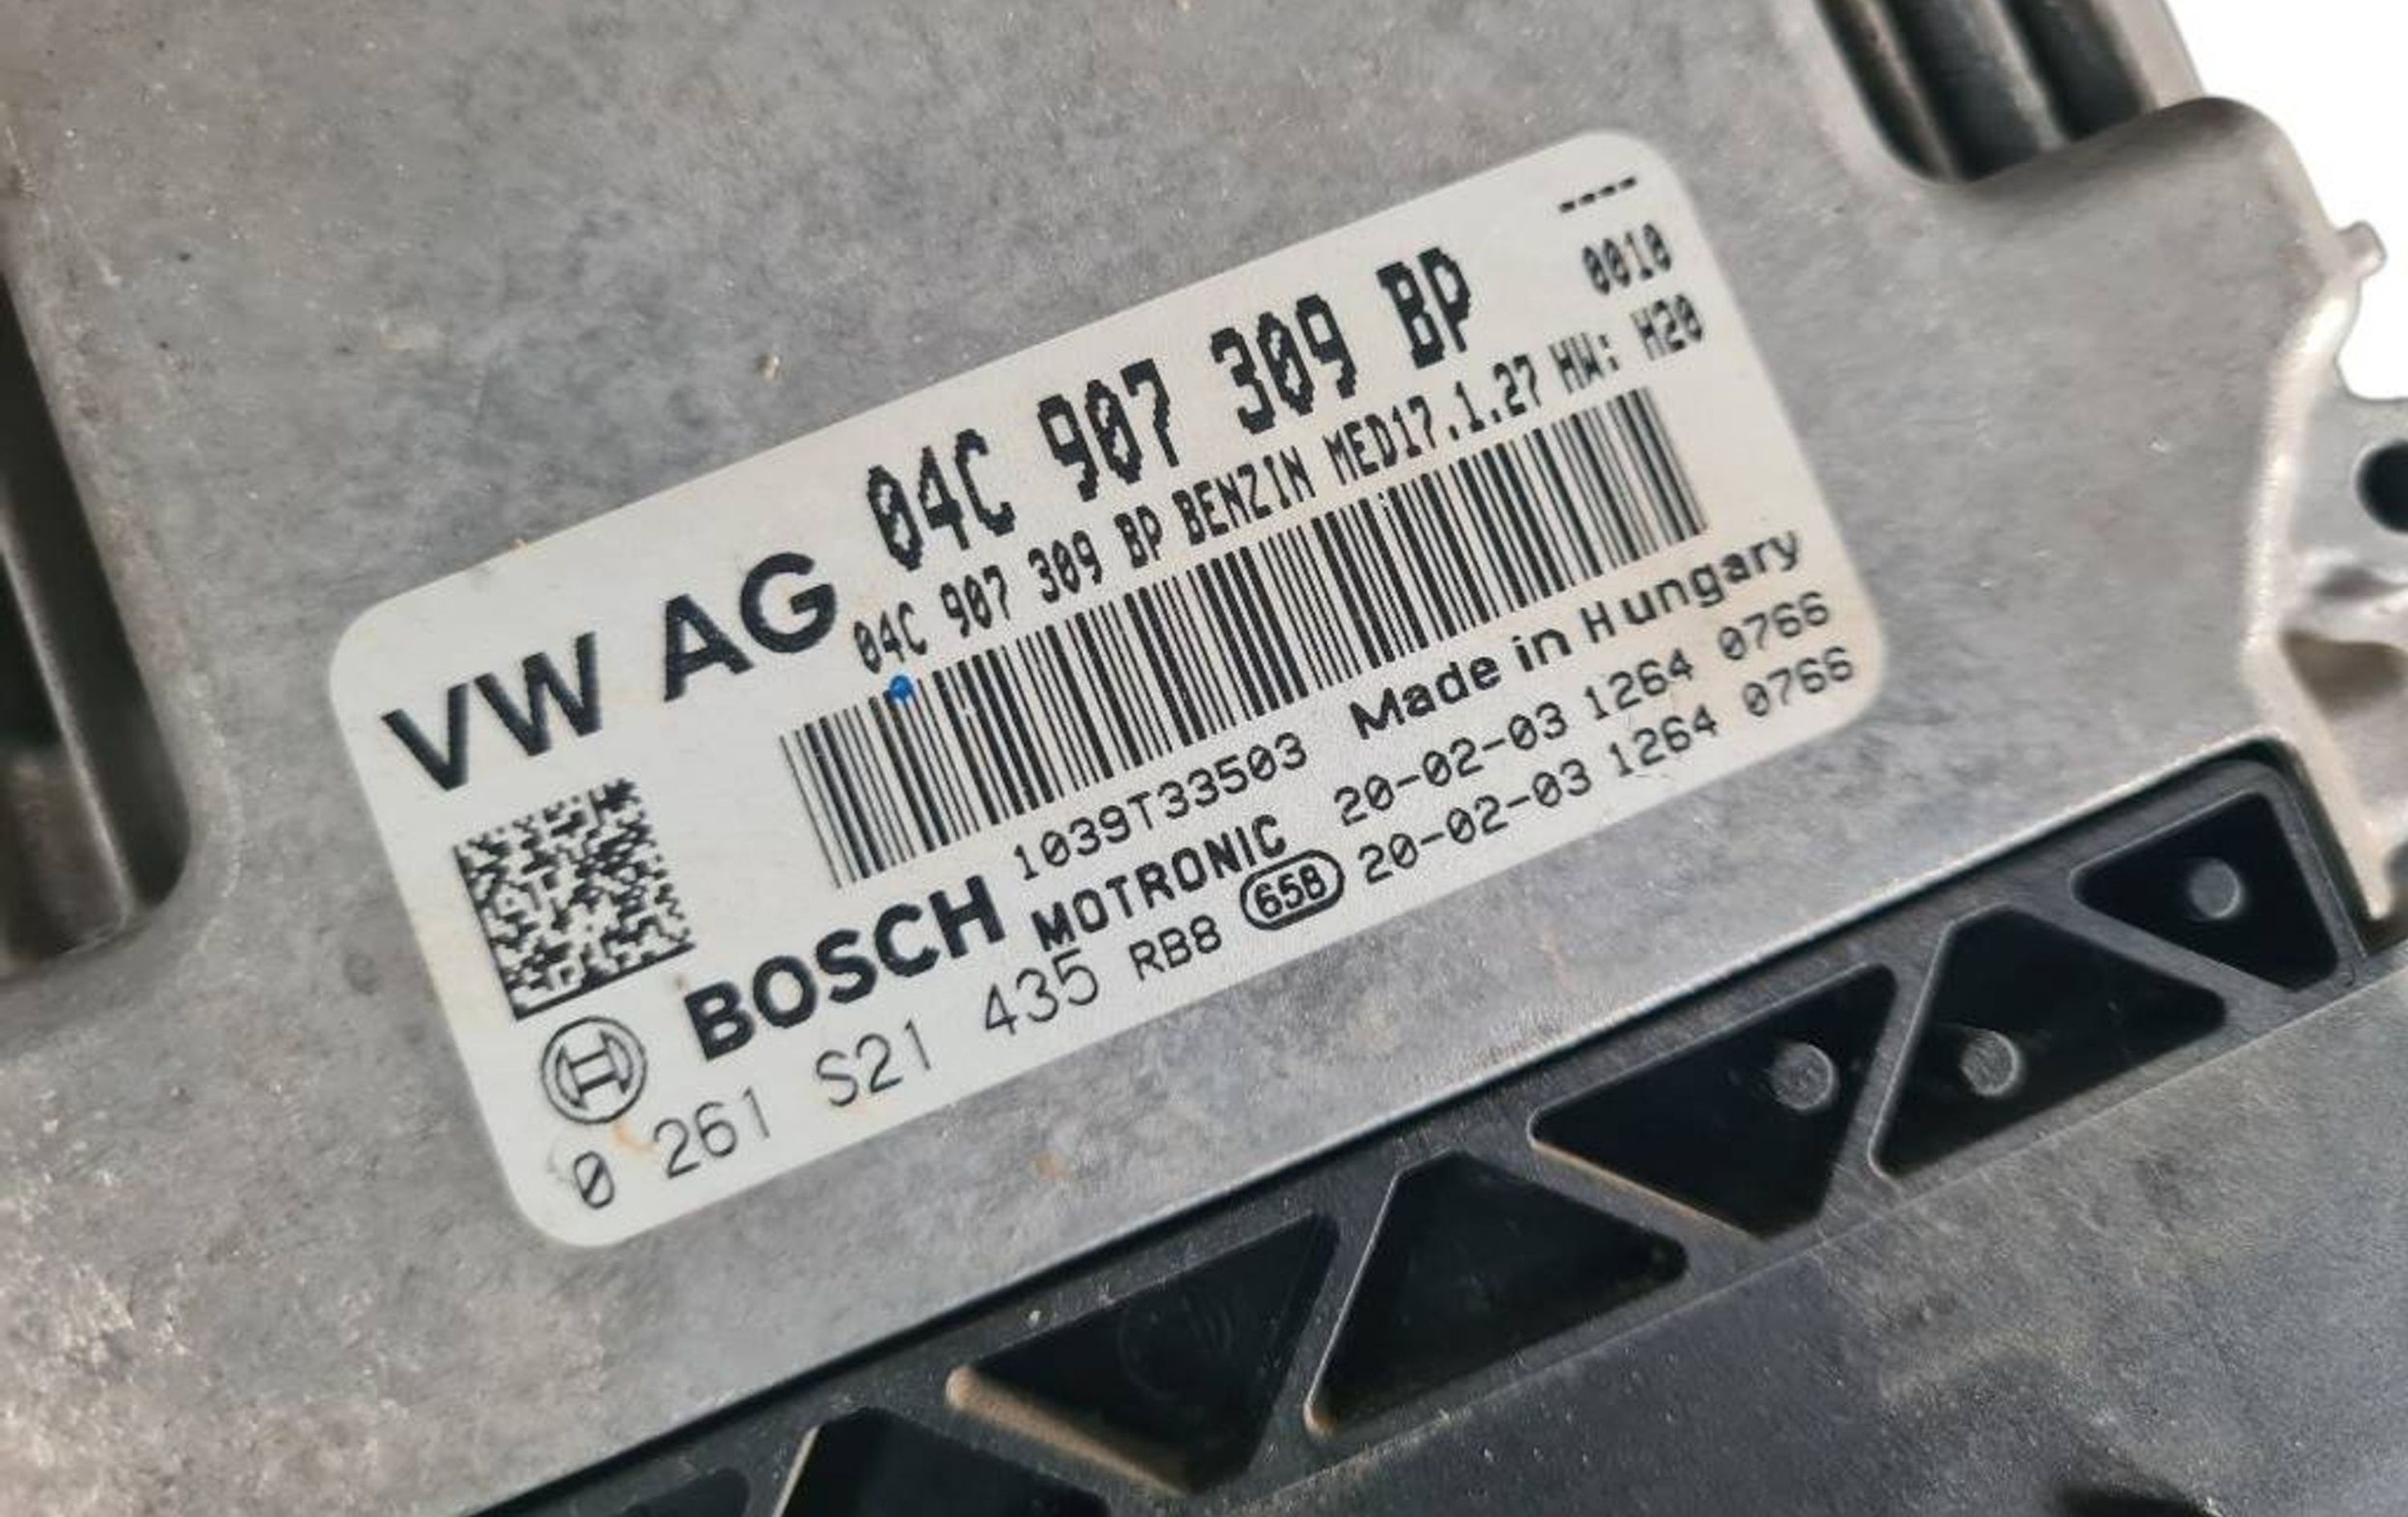 ----
VW AG 04C 907 309 BP 0010
04C 907 309 BP BENZIN MED17.1.27 HW: H20
1039T33503 Made in Hungary
BOSCH MOTRONIC 20-02-03 1264 0766
0 261 S21 435 RB8 658 20-02-03 1264 0766